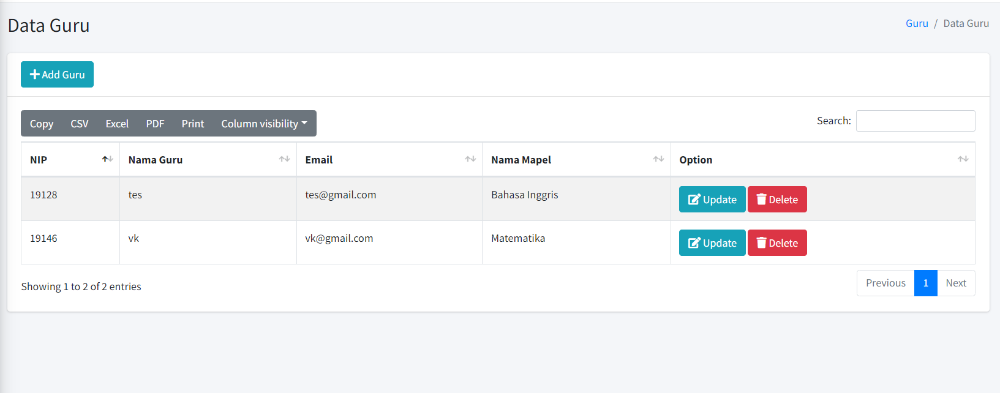 Data Guru
Guru / Data Guru
Add Guru
Copy CSV Excel PDF Print Column visibility
Search:
NIP Nama Guru Email Nama Mapel Option
19128 tes tes@gmail.com Bahasa Inggris Update Delete
19146 vk vk@gmail.com Matematika Update Delete
Showing 1 to 2 of 2 entries
Previous 1 Next